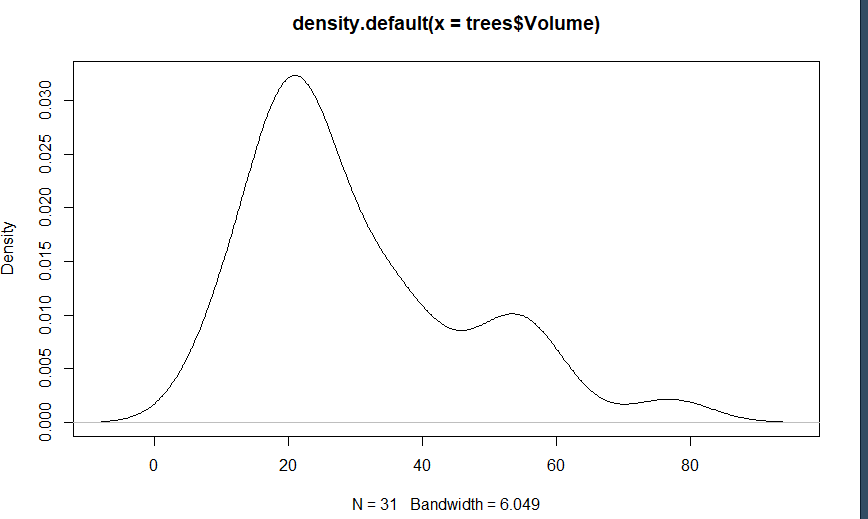 density.default(x = trees$Volume)
Density
0.030
0.025
0.020
0.015
0.010
0.005
0.000
0 20 40 60 80
N = 31 Bandwidth = 6.049